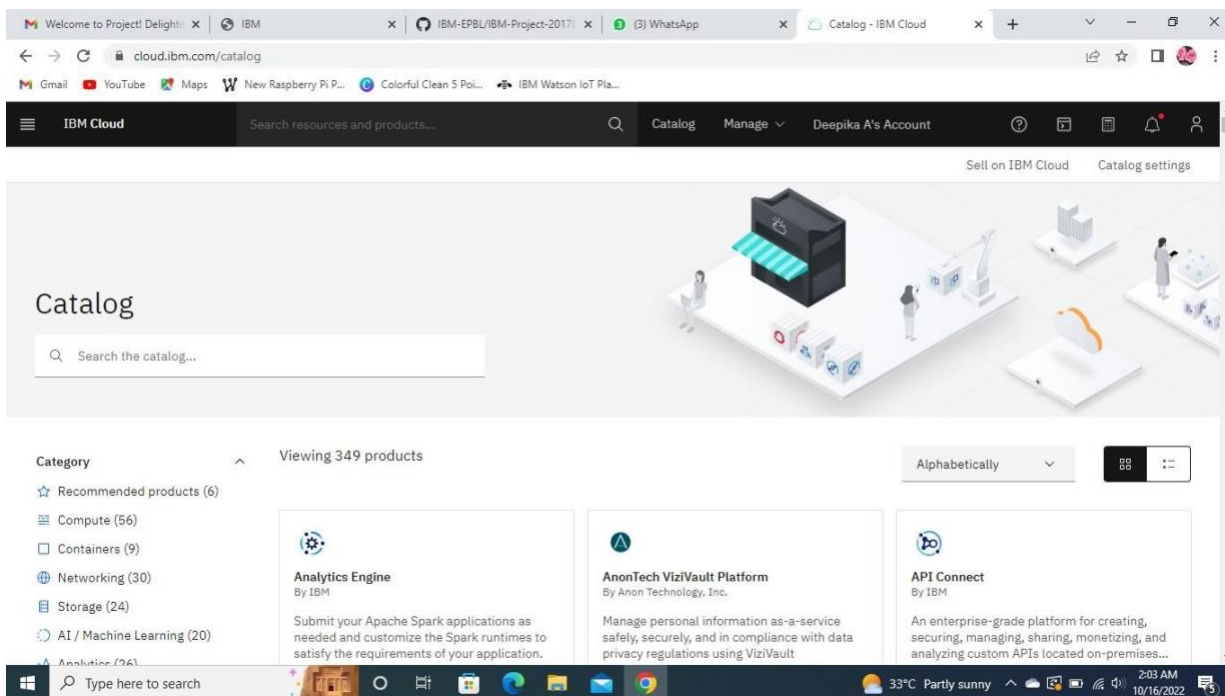 Welcome to Project! Delight
IBM
IBM-EPBL/IBM-Project-2017
(3) WhatsApp
Catalog - IBM Cloud
cloud.ibm.com/catalog
Gmail
YouTube
Maps
New Raspberry Pi P...
Colorful Clean 5 Poi...
IBM Watson IoT Pla...
IBM Cloud
Search resources and products...
Catalog
Manage
Deepika A's Account
Sell on IBM Cloud
Catalog settings
Catalog
Search the catalog...
Category
Recommended products (6)
Compute (56)
Containers (9)
Networking (30)
Storage (24)
AI / Machine Learning (20)
Analytics (26)
Viewing 349 products
Alphabetically
Analytics Engine
By IBM
Submit your Apache Spark applications as
needed and customize the Spark runtimes to
satisfy the requirements of your application.
AnonTech ViziVault Platform
By Anon Technology, Inc.
Manage personal information as-a-service
safely, securely, and in compliance with data
privacy regulations using ViziVault
API Connect
By IBM
An enterprise-grade platform for creating,
securing, managing, sharing, monetizing, and
analyzing custom APIs located on-premises...
Type here to search
33°C Partly sunny
2:03 AM
10/16/2022